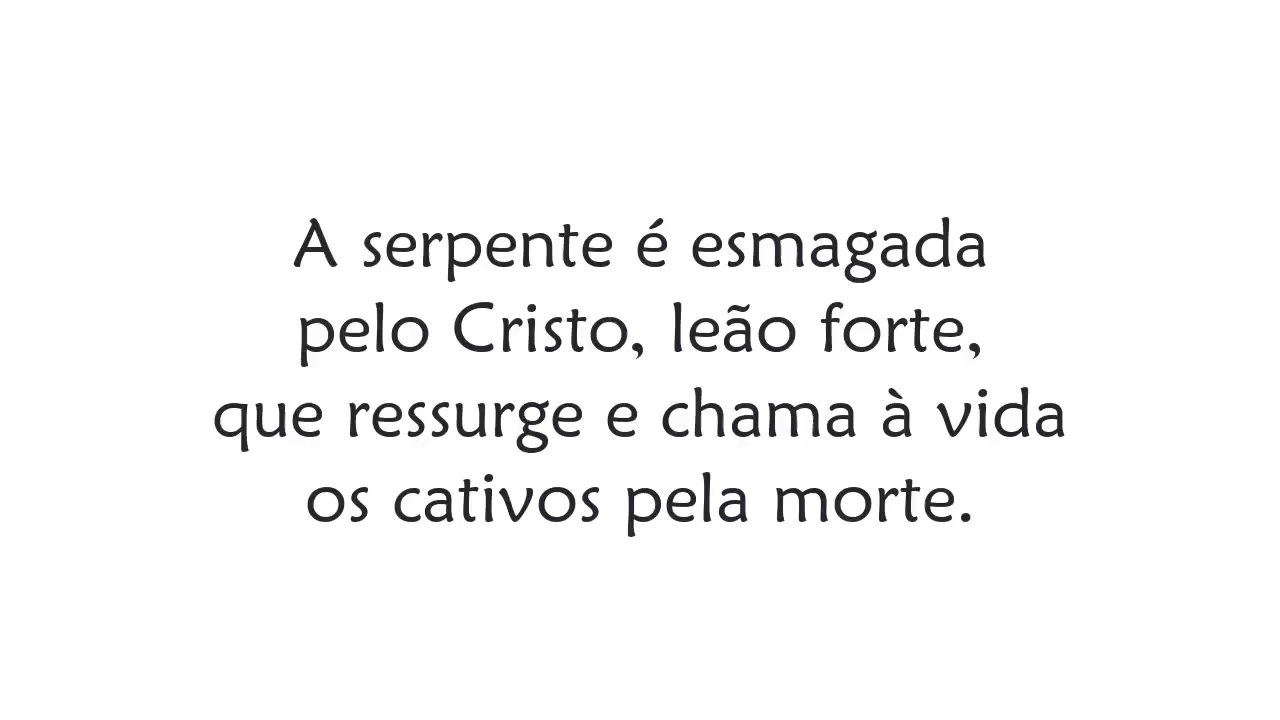 A serpente é esmagada
pelo Cristo, leão forte,
que ressurge e chama à vida
os cativos pela morte.